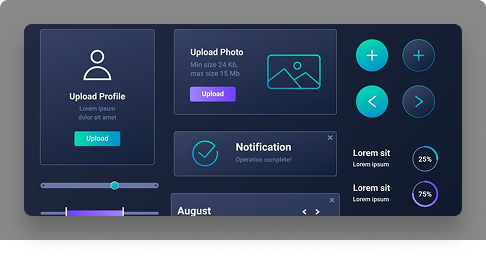 Upload Profile
Lorem ipsum
dolor sit amet
Upload
Upload Photo
Min size 24 Kb,
max size 15 Mb
Upload
Notification
Operation complete!
August
Lorem sit
Lorem ipsum
25%
Lorem sit
Lorem ipsum
75%